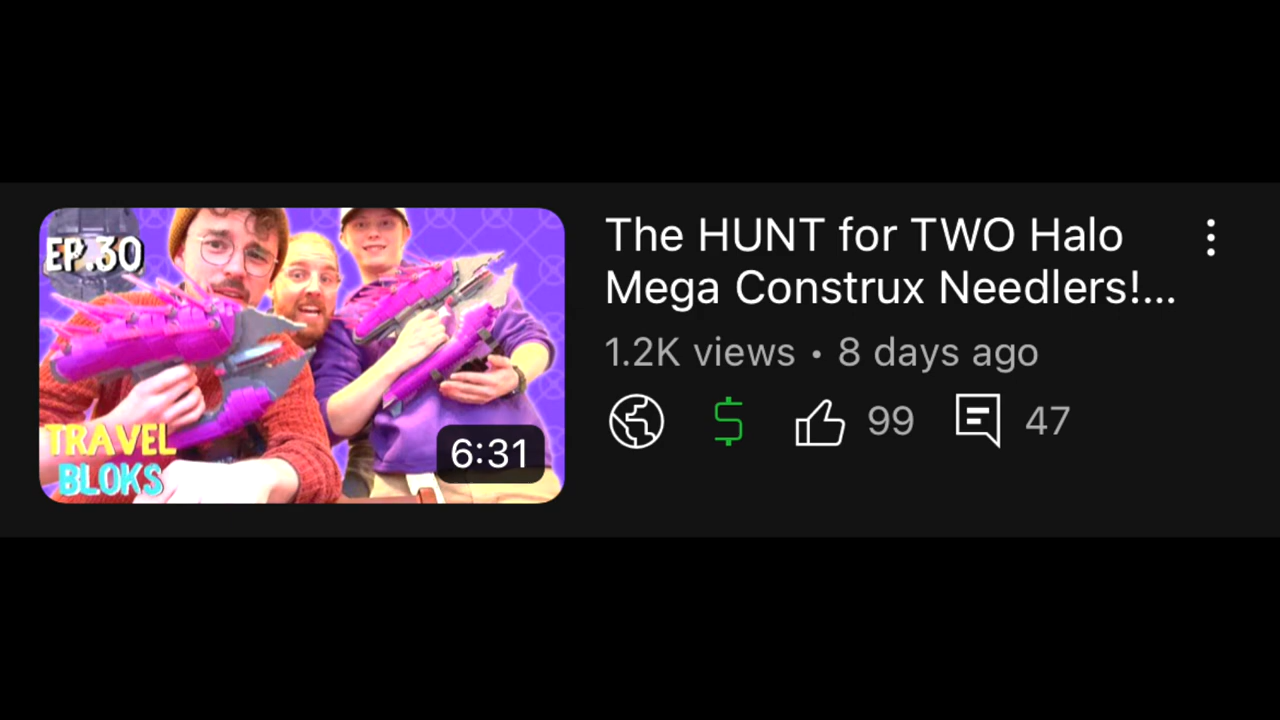 EP.30
TRAVEL
BLOKS
6:31
The HUNT for TWO Halo
Mega Construx Needlers!...
1.2K views • 8 days ago
99
47